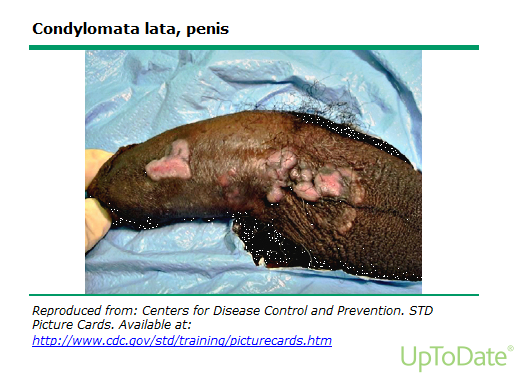 Condylomata lata, penis
Reproduced from: Centers for Disease Control and Prevention. STD
Picture Cards. Available at:
http://www.cdc.gov/std/training/picturecards.htm
UpToDate®